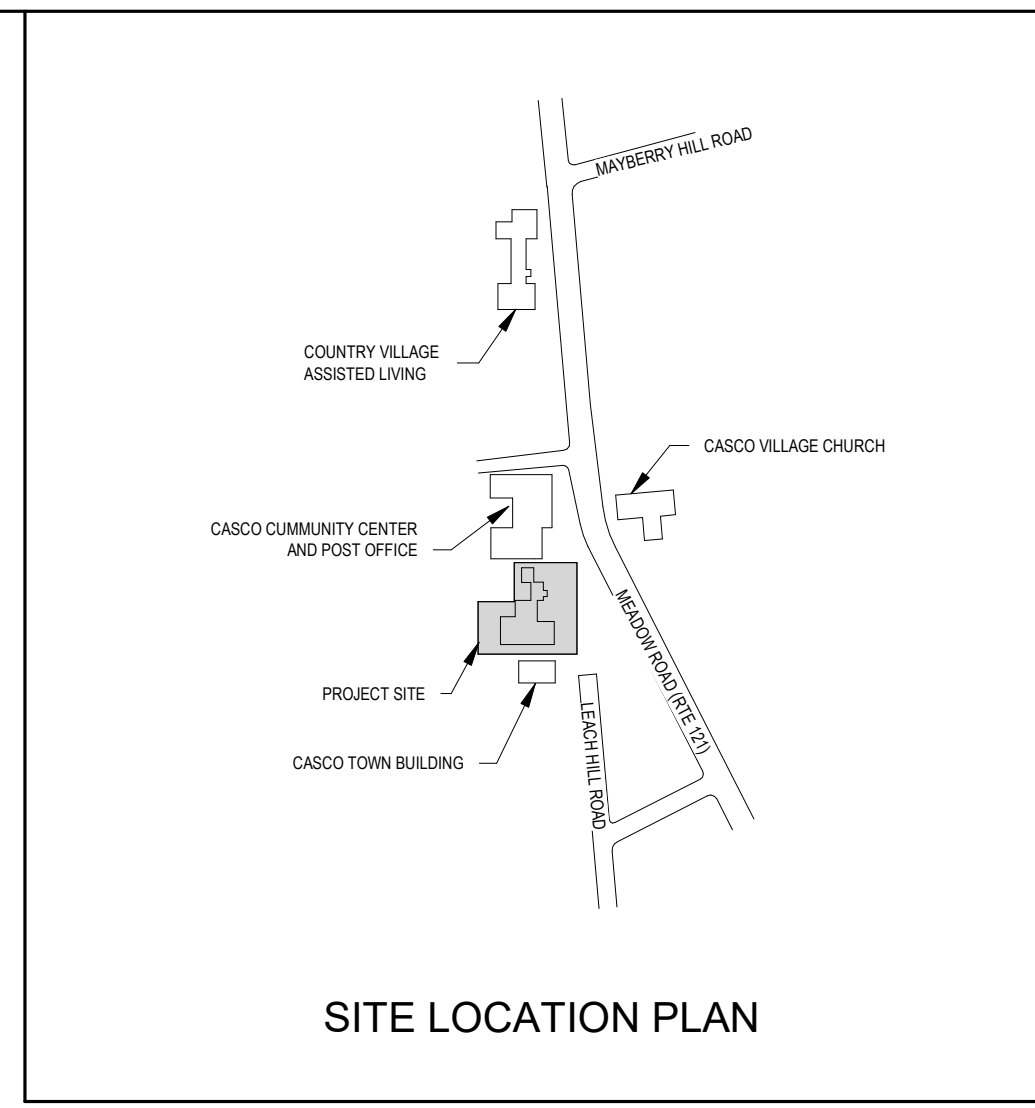 MAYBERRY HILL ROAD
COUNTRY VILLAGE
ASSISTED LIVING
CASCO VILLAGE CHURCH
CASCO CUMMUNITY CENTER
AND POST OFFICE
MEADOW ROAD (RTE 121)
PROJECT SITE
LEACH HILL ROAD
CASCO TOWN BUILDING
SITE LOCATION PLAN